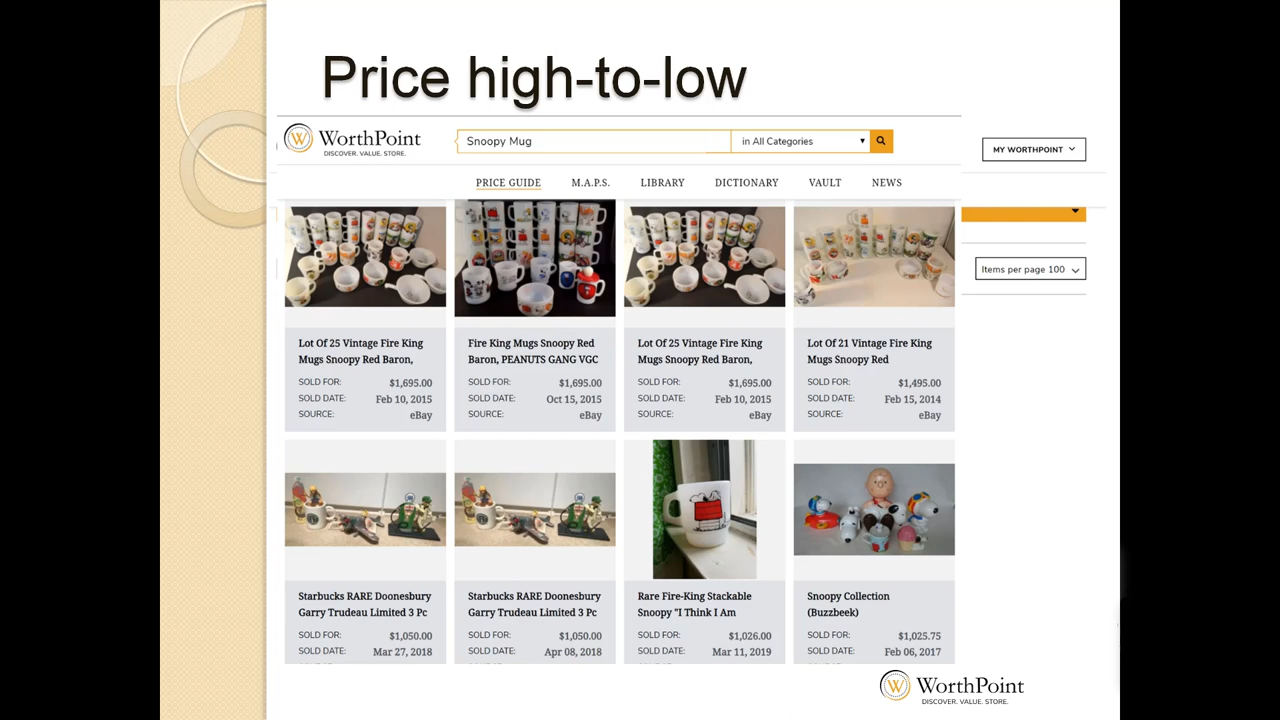 Price high-to-low
WorthPoint
DISCOVER. VALUE. STORE.
Snoopy Mug
in All Categories
MY WORTHPOINT
PRICE GUIDE M.A.P.S. LIBRARY DICTIONARY VAULT NEWS
Items per page 100
Lot Of 25 Vintage Fire King
Mugs Snoopy Red Baron,
SOLD FOR: $1,695.00
SOLD DATE: Feb 10, 2015
SOURCE: eBay
Fire King Mugs Snoopy Red
Baron, PEANUTS GANG VGC
SOLD FOR: $1,695.00
SOLD DATE: Oct 15, 2015
SOURCE: eBay
Lot Of 25 Vintage Fire King
Mugs Snoopy Red Baron,
SOLD FOR: $1,695.00
SOLD DATE: Feb 10, 2015
SOURCE: eBay
Lot Of 21 Vintage Fire King
Mugs Snoopy Red
SOLD FOR: $1,495.00
SOLD DATE: Feb 15, 2014
SOURCE: eBay
Starbucks RARE Doonesbury
Garry Trudeau Limited 3 Pc
SOLD FOR: $1,050.00
SOLD DATE: Mar 27, 2018
Starbucks RARE Doonesbury
Garry Trudeau Limited 3 Pc
SOLD FOR: $1,050.00
SOLD DATE: Apr 08, 2018
Rare Fire-King Stackable
Snoopy "I Think I Am
SOLD FOR: $1,026.00
SOLD DATE: Mar 11, 2019
Snoopy Collection
(Buzzbeek)
SOLD FOR: $1,025.75
SOLD DATE: Feb 06, 2017
WorthPoint
DISCOVER. VALUE. STORE.